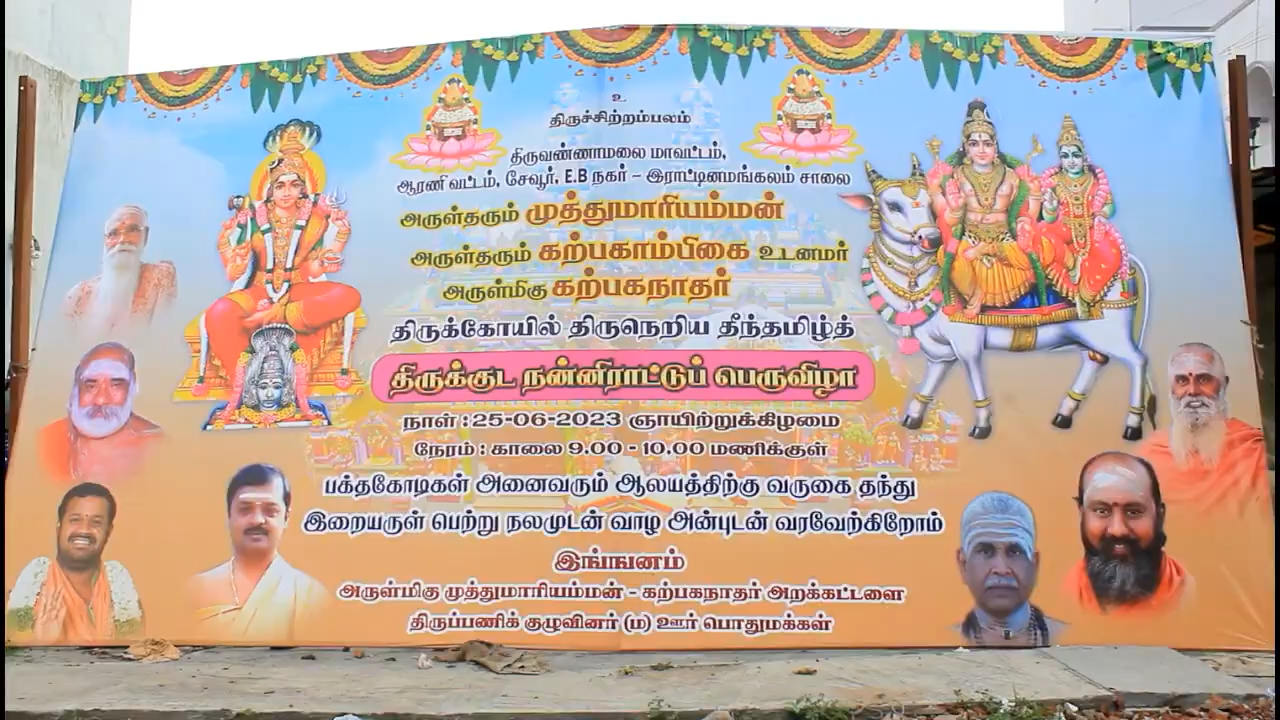 உ
திருச்சிற்றம்பலம்
திருவண்ணாமலை மாவட்டம்,
ஆரணி வட்டம், சேவூர், E.B நகர் – இராட்டினமங்கலம் சாலை
அருள்தரும் முத்துமாரியம்மன்
அருள்தரும் கற்பகாம்பிகை உடனமர்
அருள்மிகு கற்பகநாதர்
திருக்கோயில் திருநெறிய தீந்தமிழ்த்
திருக்குட நன்னிராட்டுப் பெருவிழா
நாள் : 25-06-2023 ஞாயிற்றுக்கிழமை
நேரம் : காலை 9.00 - 10.00 மணிக்குள்
பக்தகோடிகள் அனைவரும் ஆலயத்திற்கு வருகை தந்து
இறையருள் பெற்று நலமுடன் வாழ அன்புடன் வரவேற்கிறோம்
இங்ஙனம்
அருள்மிகு முத்துமாரியம்மன் - கற்பகநாதர் அறக்கட்டளை
திருப்பணிக் குழுவினர் (ம) ஊர் பொதுமக்கள்